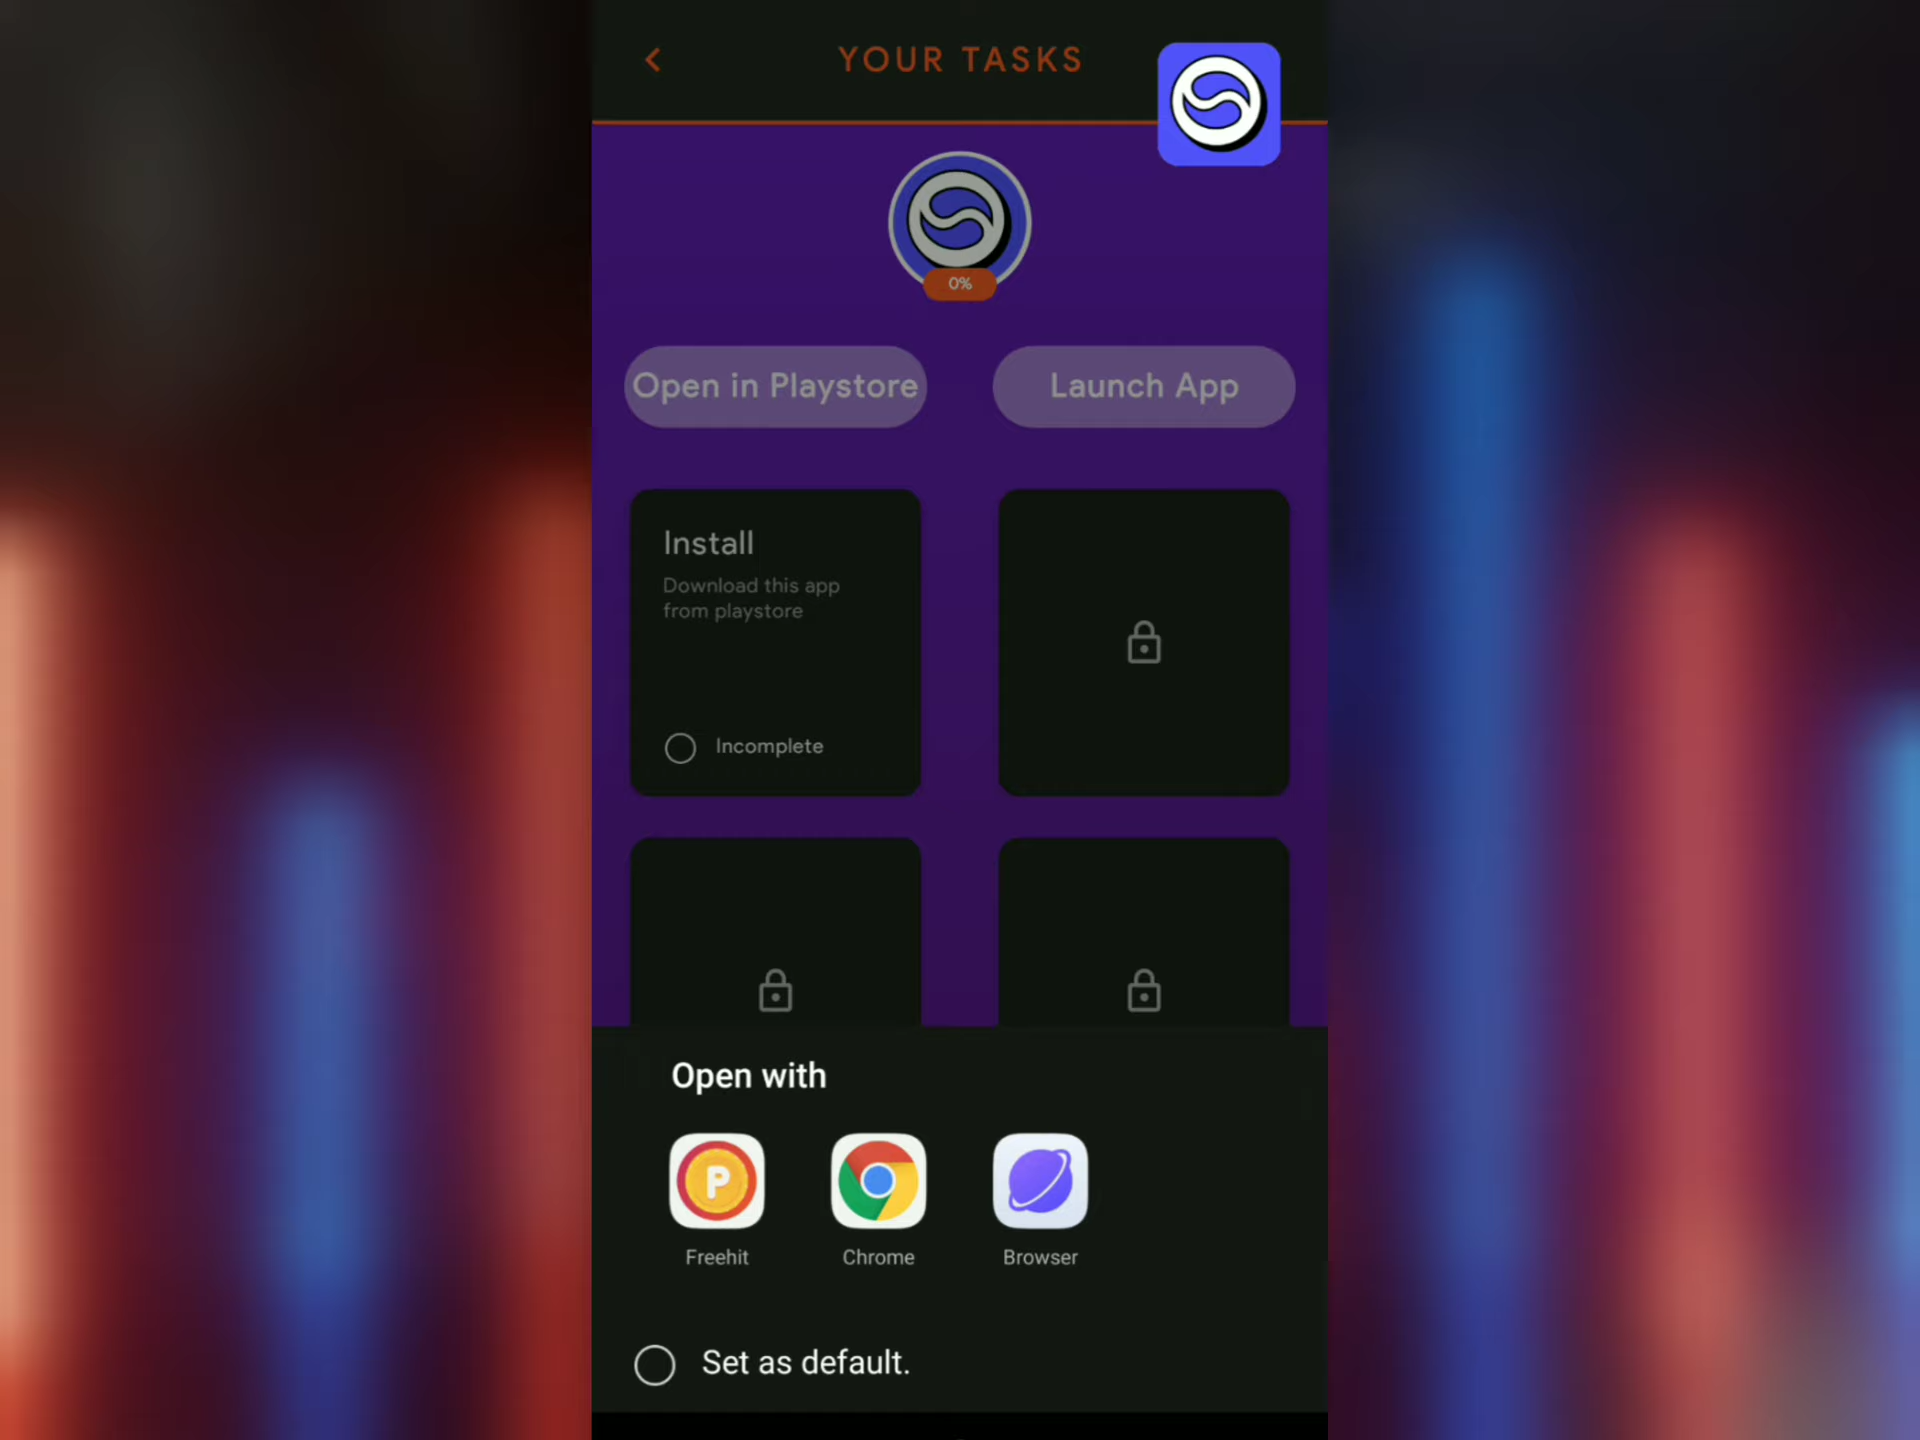 YOUR TASKS
0%
Open in Playstore
Launch App
Install
Download this app
from playstore
Incomplete
Open with
P
Freehit
Chrome
Browser
Set as default.